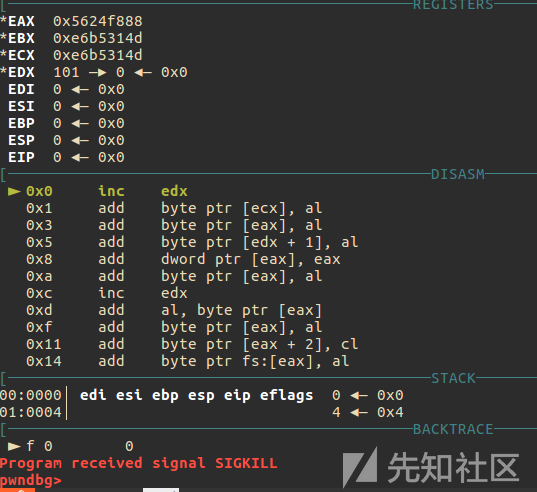 [ REGISTERS
*EAX 0x5624f888
*EBX 0xe6b5314d
*ECX 0xe6b5314d
*EDX 101 —▸ 0 ◂— 0x0
EDI 0 ◂— 0x0
ESI 0 ◂— 0x0
EBP 0 ◂— 0x0
ESP 0 ◂— 0x0
EIP 0 ◂— 0x0
[ DISASM
► 0x0 inc edx
0x1 add byte ptr [ecx], al
0x3 add byte ptr [eax], al
0x5 add byte ptr [edx + 1], al
0x8 add dword ptr [eax], eax
0xa add byte ptr [eax], al
0xc inc edx
0xd add al, byte ptr [eax]
0xf add byte ptr [eax], al
0x11 add byte ptr [eax + 2], cl
0x14 add byte ptr fs:[eax], al
[ STACK
00:0000│ edi esi ebp esp eip eflags 0 ◂— 0x0
01:0004│ 4 ◂— 0x4
[ BACKTRACE
► f 0 0
Program received signal SIGKILL
pwndbg>
先知社区